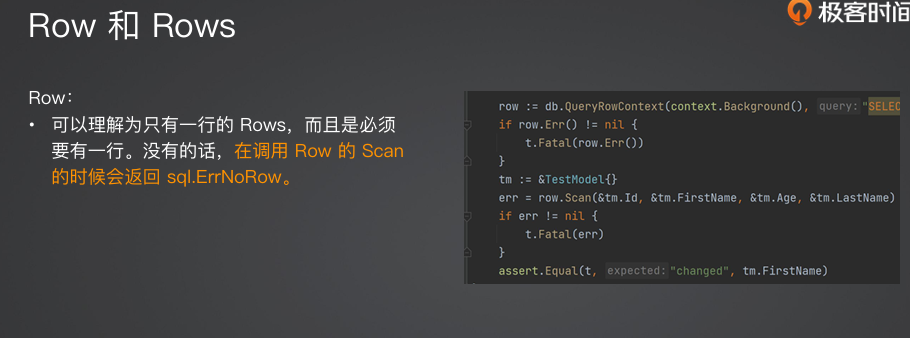 Row 和 Rows
极客时间
Row：
• 可以理解为只有一行的 Rows，而且是必须
要有一行。没有的话，在调用 Row 的 Scan
的时候会返回 sql.ErrNoRow。
row := db.QueryRowContext(context.Background(), query: "SELEC
if row.Err() != nil {
t.Fatal(row.Err())
}
tm := &TestModel{}
err = row.Scan(&tm.Id, &tm.FirstName, &tm.Age, &tm.LastName)
if err != nil {
t.Fatal(err)
}
assert.Equal(t, expected: "changed", tm.FirstName)